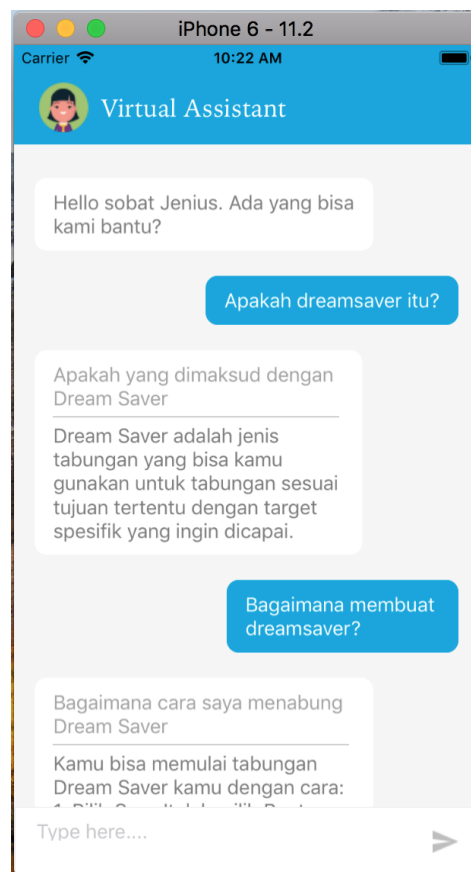 iPhone 6 - 11.2
Carrier 10:22 AM
Virtual Assistant
Hello sobat Jenius. Ada yang bisa
kami bantu?
Apakah dreamsaver itu?
Apakah yang dimaksud dengan
Dream Saver
Dream Saver adalah jenis
tabungan yang bisa kamu
gunakan untuk tabungan sesuai
tujuan tertentu dengan target
spesifik yang ingin dicapai.
Bagaimana membuat
dreamsaver?
Bagaimana cara saya menabung
Dream Saver
Kamu bisa memulai tabungan
Dream Saver kamu dengan cara:
Type here....